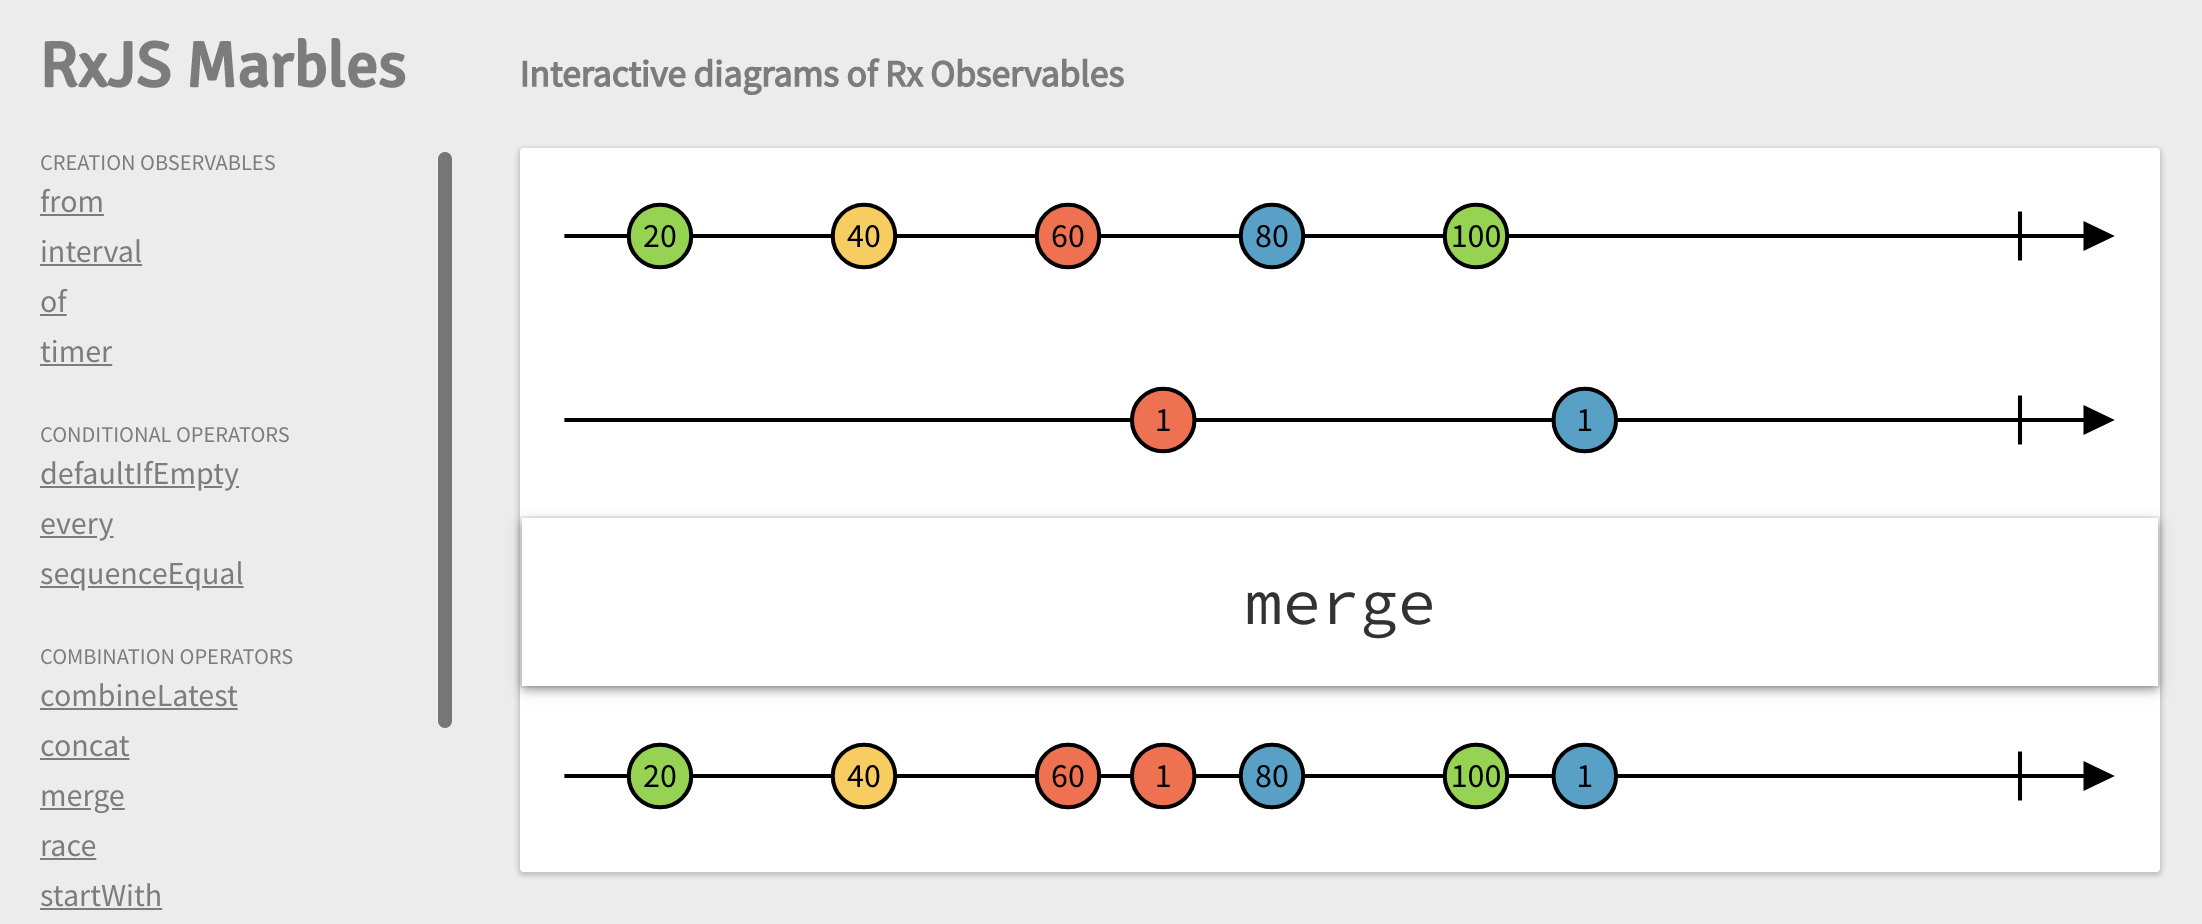 RxJS Marbles
Interactive diagrams of Rx Observables
CREATION OBSERVABLES
from
interval
of
timer
CONDITIONAL OPERATORS
defaultIfEmpty
every
sequenceEqual
COMBINATION OPERATORS
combineLatest
concat
merge
race
startWith
20 40 60 80 100
1 1
merge
20 40 60 1 80 100 1